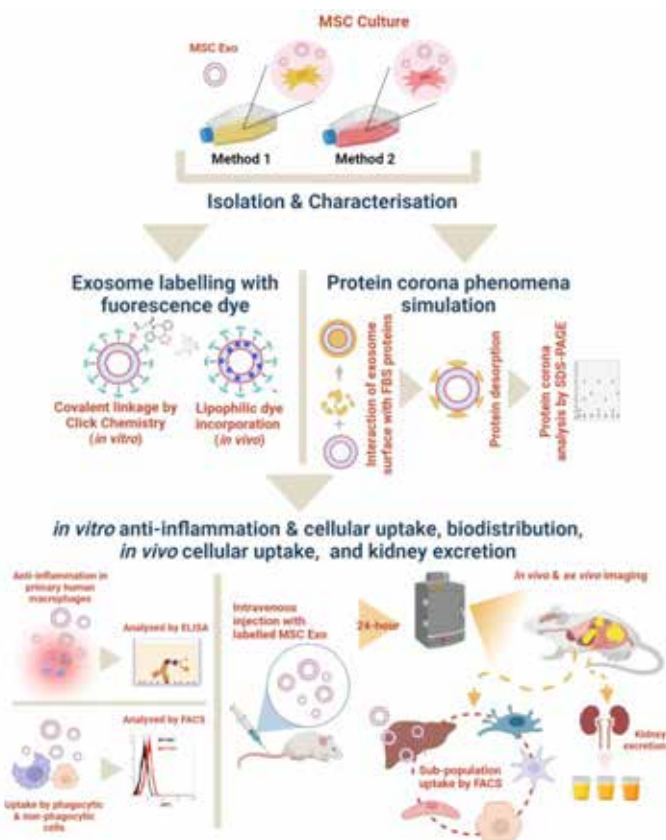 MSC Culture
MSC Exo
Method 1
Method 2
Isolation & Characterisation
Exosome labelling with
fuorescence dye
Covalent linkage by
Click Chemistry
(in vitro)
Lipophilic dye
incorporation
(in vivo)
Protein corona phenomena
simulation
Interaction of exosome
surface with FBS proteins
Protein desorption
Protein corona
analysis by SDS-PAGE
in vitro anti-inflammation & cellular uptake, biodistribution,
in vivo cellular uptake, and kidney excretion
Anti-inflammation in
primary human
macrophages
Analyzed by ELISA
Uptake by phagocytic
& non-phagocytic
cells
Analyzed by FACS
Intravenous
injection with
labelled MSC Exo
24-hour
In vivo & ex vivo imaging
Sub-population
uptake by FACS
Kidney
excretion